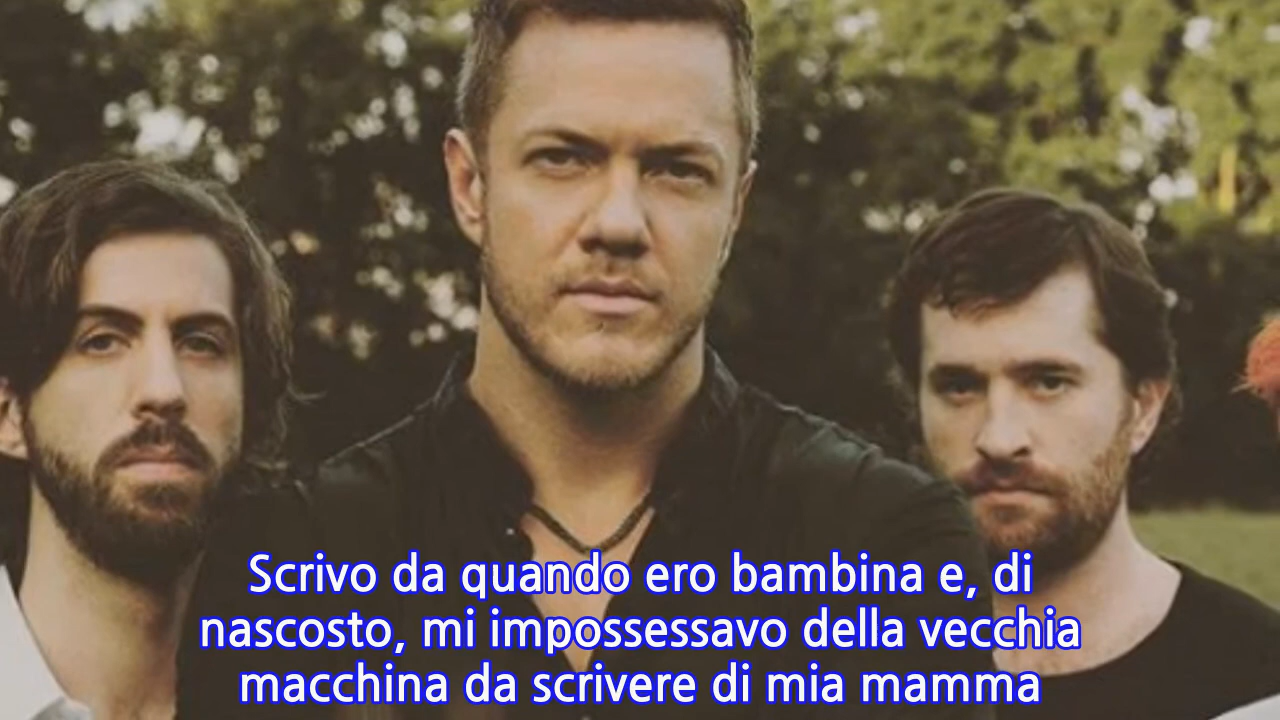 Scrivo da quando ero bambina e, di
nascosto, mi impossessavo della vecchia
macchina da scrivere di mia mamma